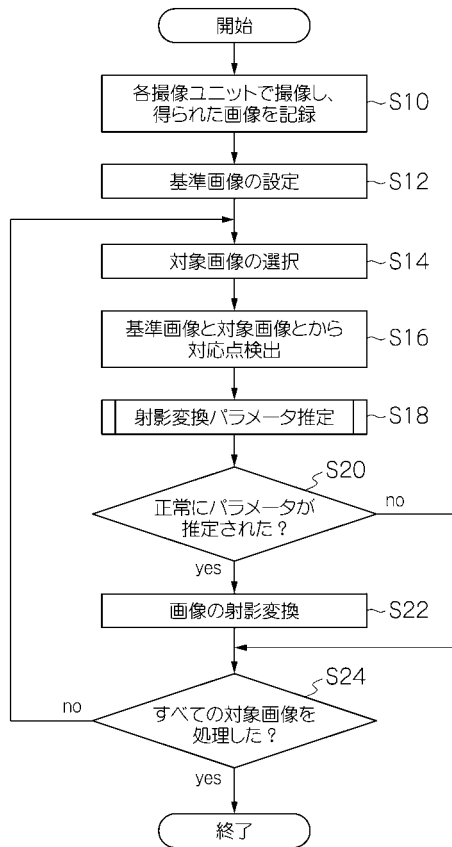 開始
各撮像ユニットで撮像し、
得られた画像を記録
S10
基準画像の設定
S12
対象画像の選択
S14
基準画像と対象画像とから
対応点検出
S16
射影変換パラメータ推定
S18
S20
正常にパラメータが
推定された?
no
yes
画像の射影変換
S22
S24
no
すべての対象画像を
処理した?
yes
終了